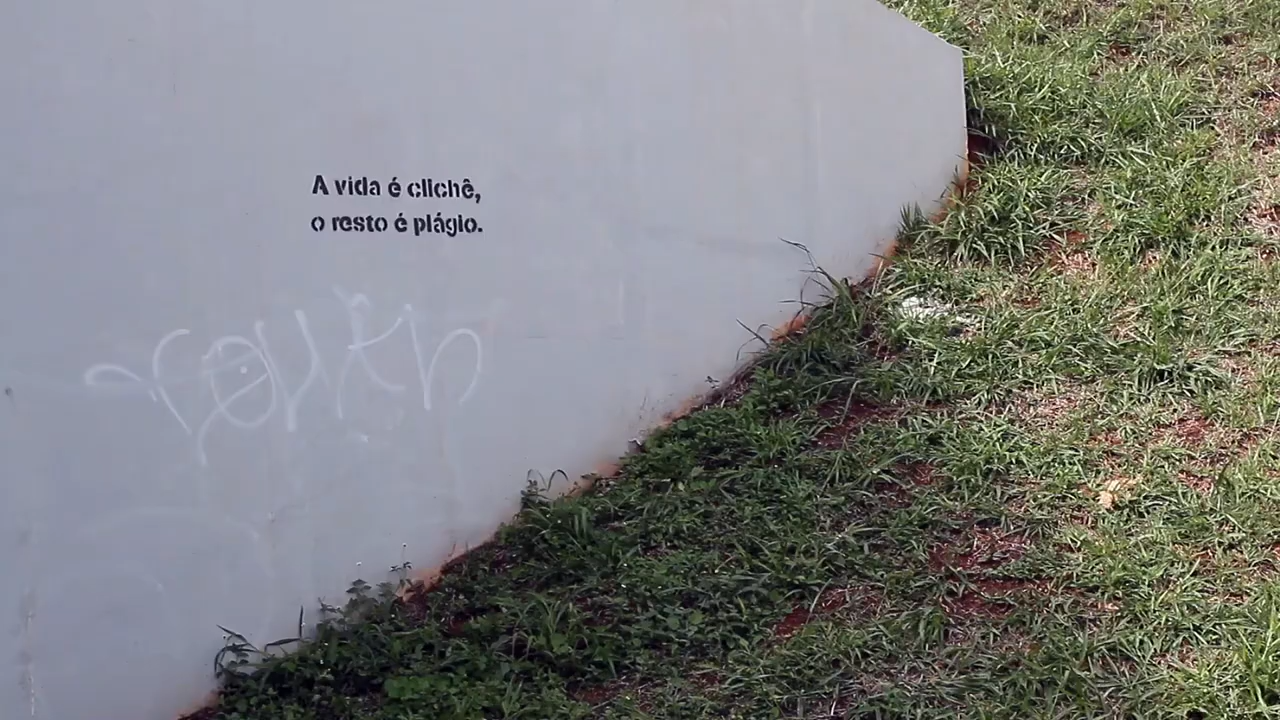 A vida é clichê,
o resto é plágio.